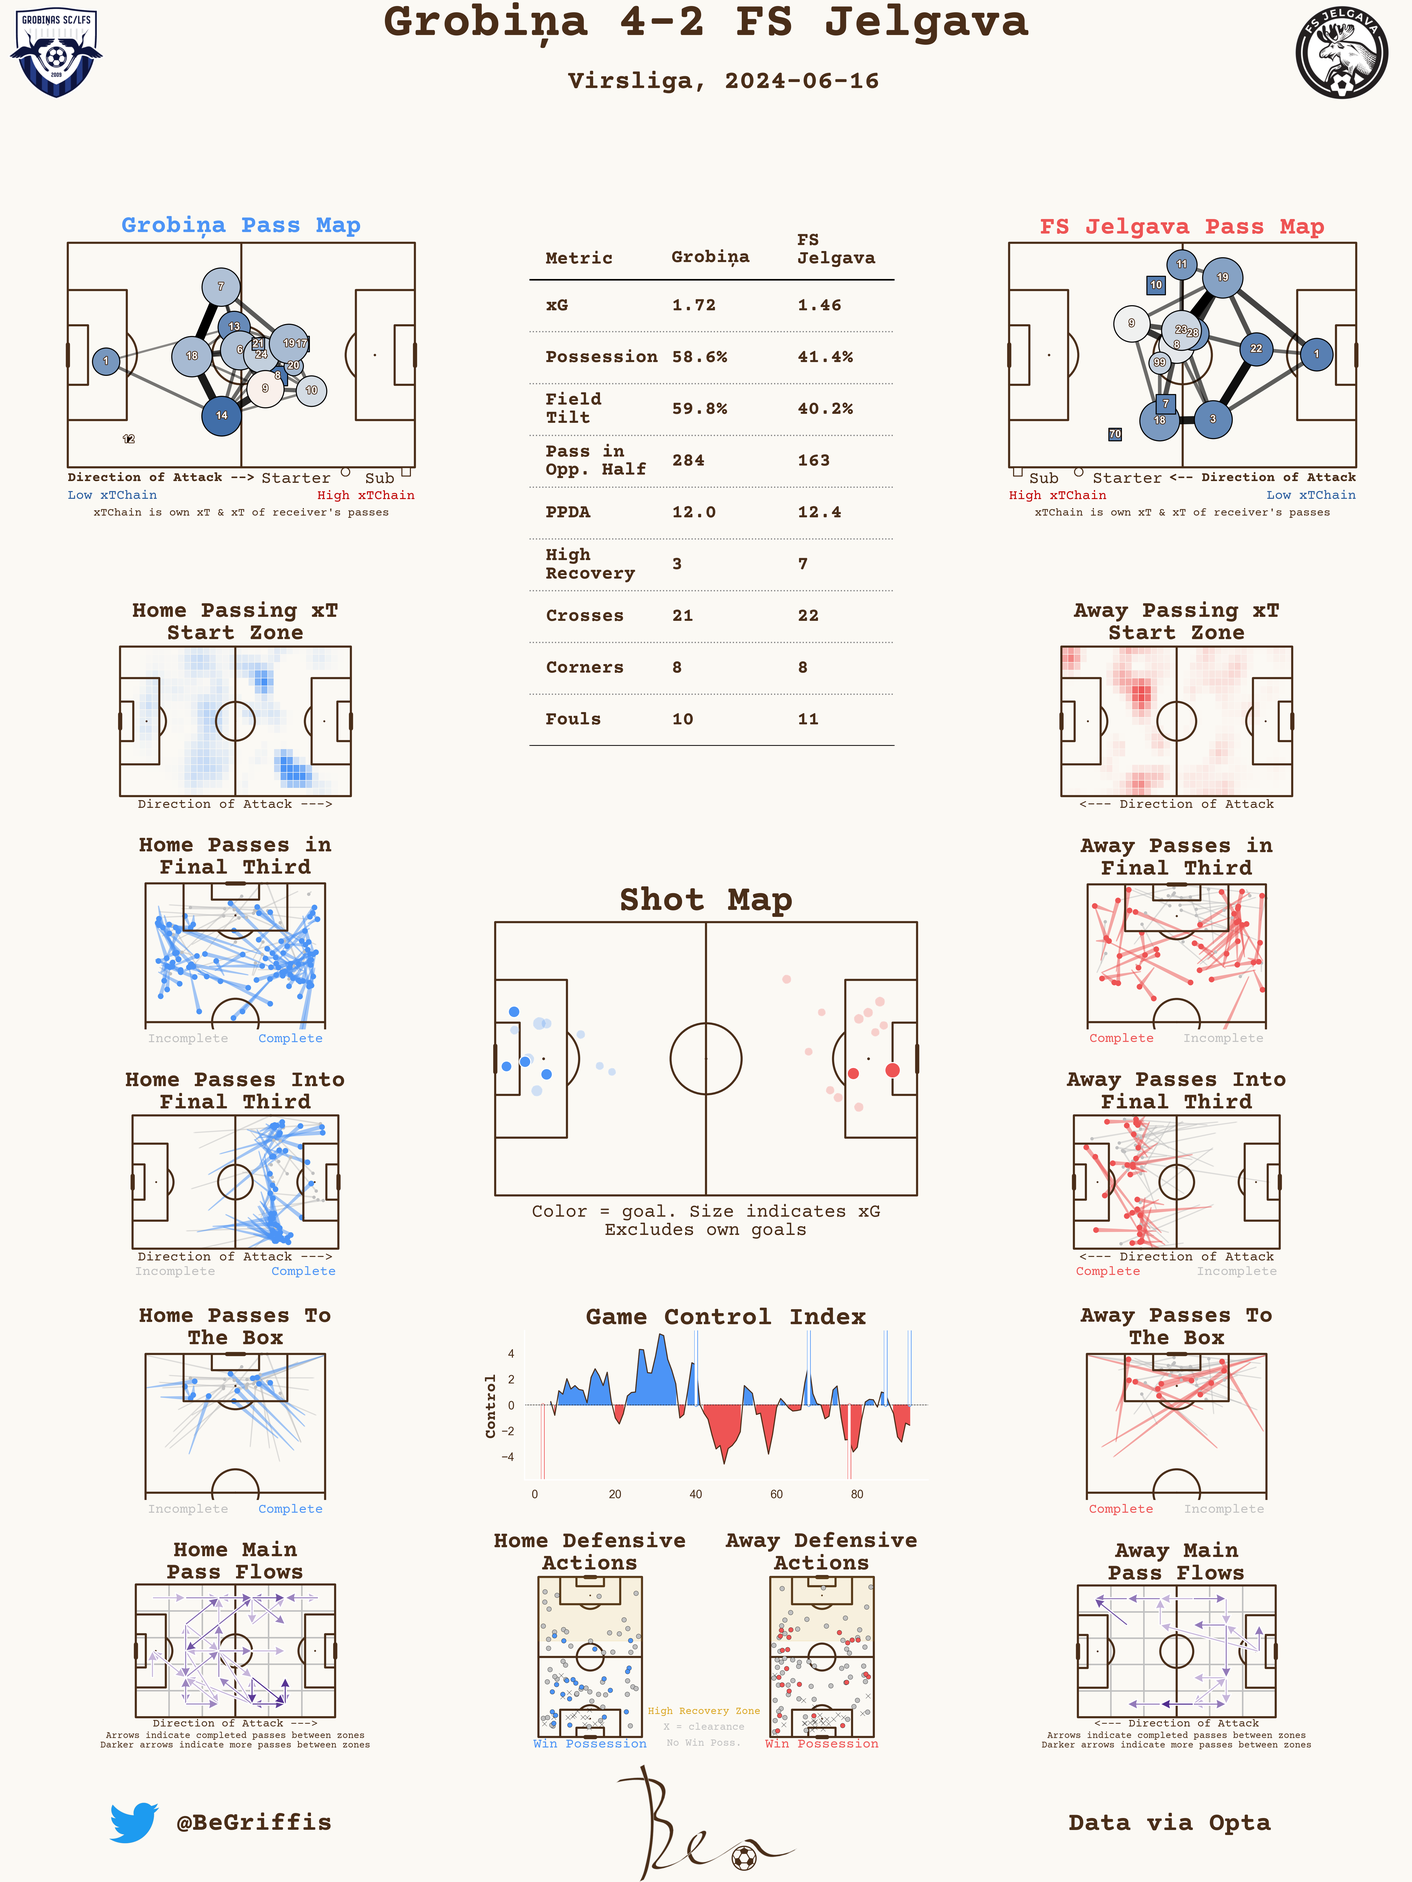 Grobiņa 4-2 FS Jelgava
Virsliga, 2024-06-16
GROBIŅAS SC/LFS
2009
FS JELGAVA
Grobiņa Pass Map
7
13
1
18
6
21
24
19
17
20
8
9
10
14
12
Direction of Attack --> Starter Sub
Low xTChain High xTChain
xTChain is own xT & xT of receiver's passes
Metric Grobiņa FS
Jelgava
xG 1.72 1.46
Possession 58.6% 41.4%
Field
Tilt 59.8% 40.2%
Pass in
Opp. Half 284 163
PPDA 12.0 12.4
High
Recovery 3 7
Crosses 21 22
Corners 8 8
Fouls 10 11
FS Jelgava Pass Map
11
10
19
9
23
28
8
22
1
99
7
18
3
70
Sub Starter <-- Direction of Attack
High xTChain Low xTChain
xTChain is own xT & xT of receiver's passes
Home Passing xT
Start Zone
Direction of Attack --->
Away Passing xT
Start Zone
<--- Direction of Attack
Home Passes in
Final Third
Incomplete Complete
Away Passes in
Final Third
Complete Incomplete
Shot Map
Color = goal. Size indicates xG
Excludes own goals
Home Passes Into
Final Third
Direction of Attack --->
Incomplete Complete
Away Passes Into
Final Third
<--- Direction of Attack
Complete Incomplete
Home Passes To
The Box
Incomplete Complete
Game Control Index
Control
4
2
0
−2
−4
0 20 40 60 80
Away Passes To
The Box
Complete Incomplete
Home Main
Pass Flows
Direction of Attack --->
Arrows indicate completed passes between zones
Darker arrows indicate more passes between zones
Home Defensive
Actions
Win Possession
High Recovery Zone
X = clearance
No Win Poss.
Away Defensive
Actions
Win Possession
Away Main
Pass Flows
<--- Direction of Attack
Arrows indicate completed passes between zones
Darker arrows indicate more passes between zones
@BeGriffis
Ben
Data via Opta